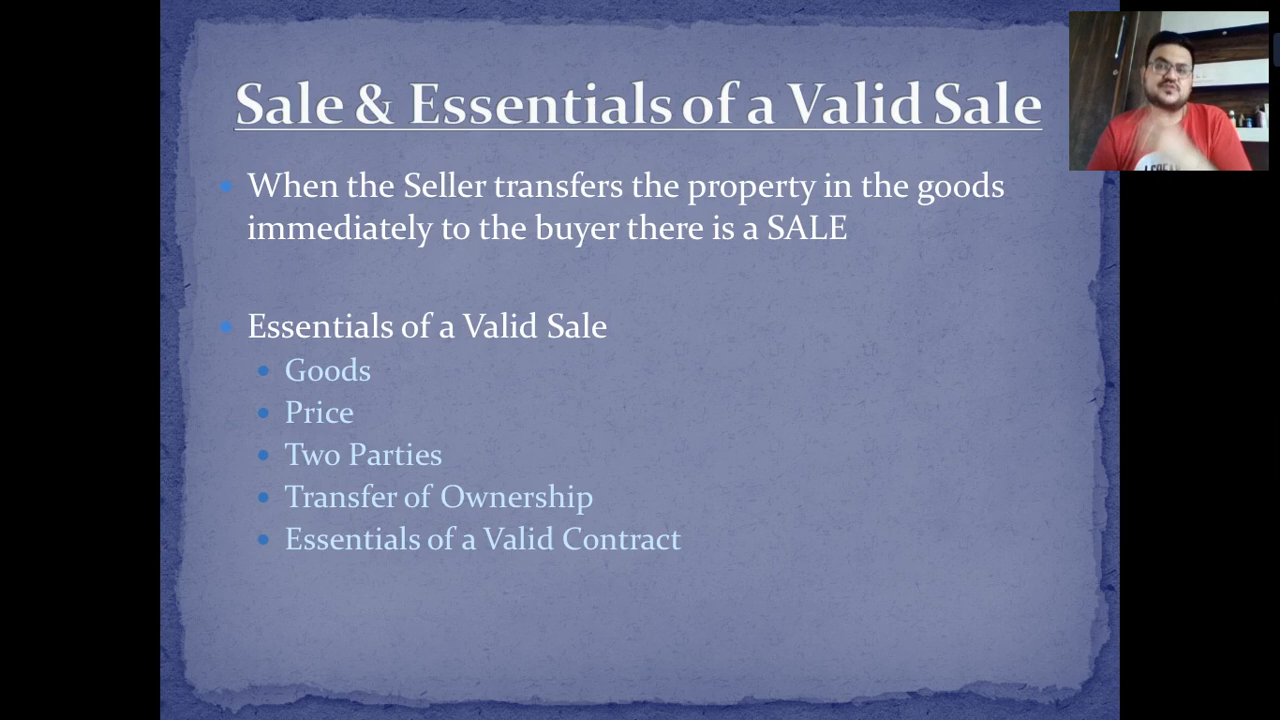 Sale & Essentials of a Valid Sale
When the Seller transfers the property in the goods
immediately to the buyer there is a SALE
Essentials of a Valid Sale
Goods
Price
Two Parties
Transfer of Ownership
Essentials of a Valid Contract